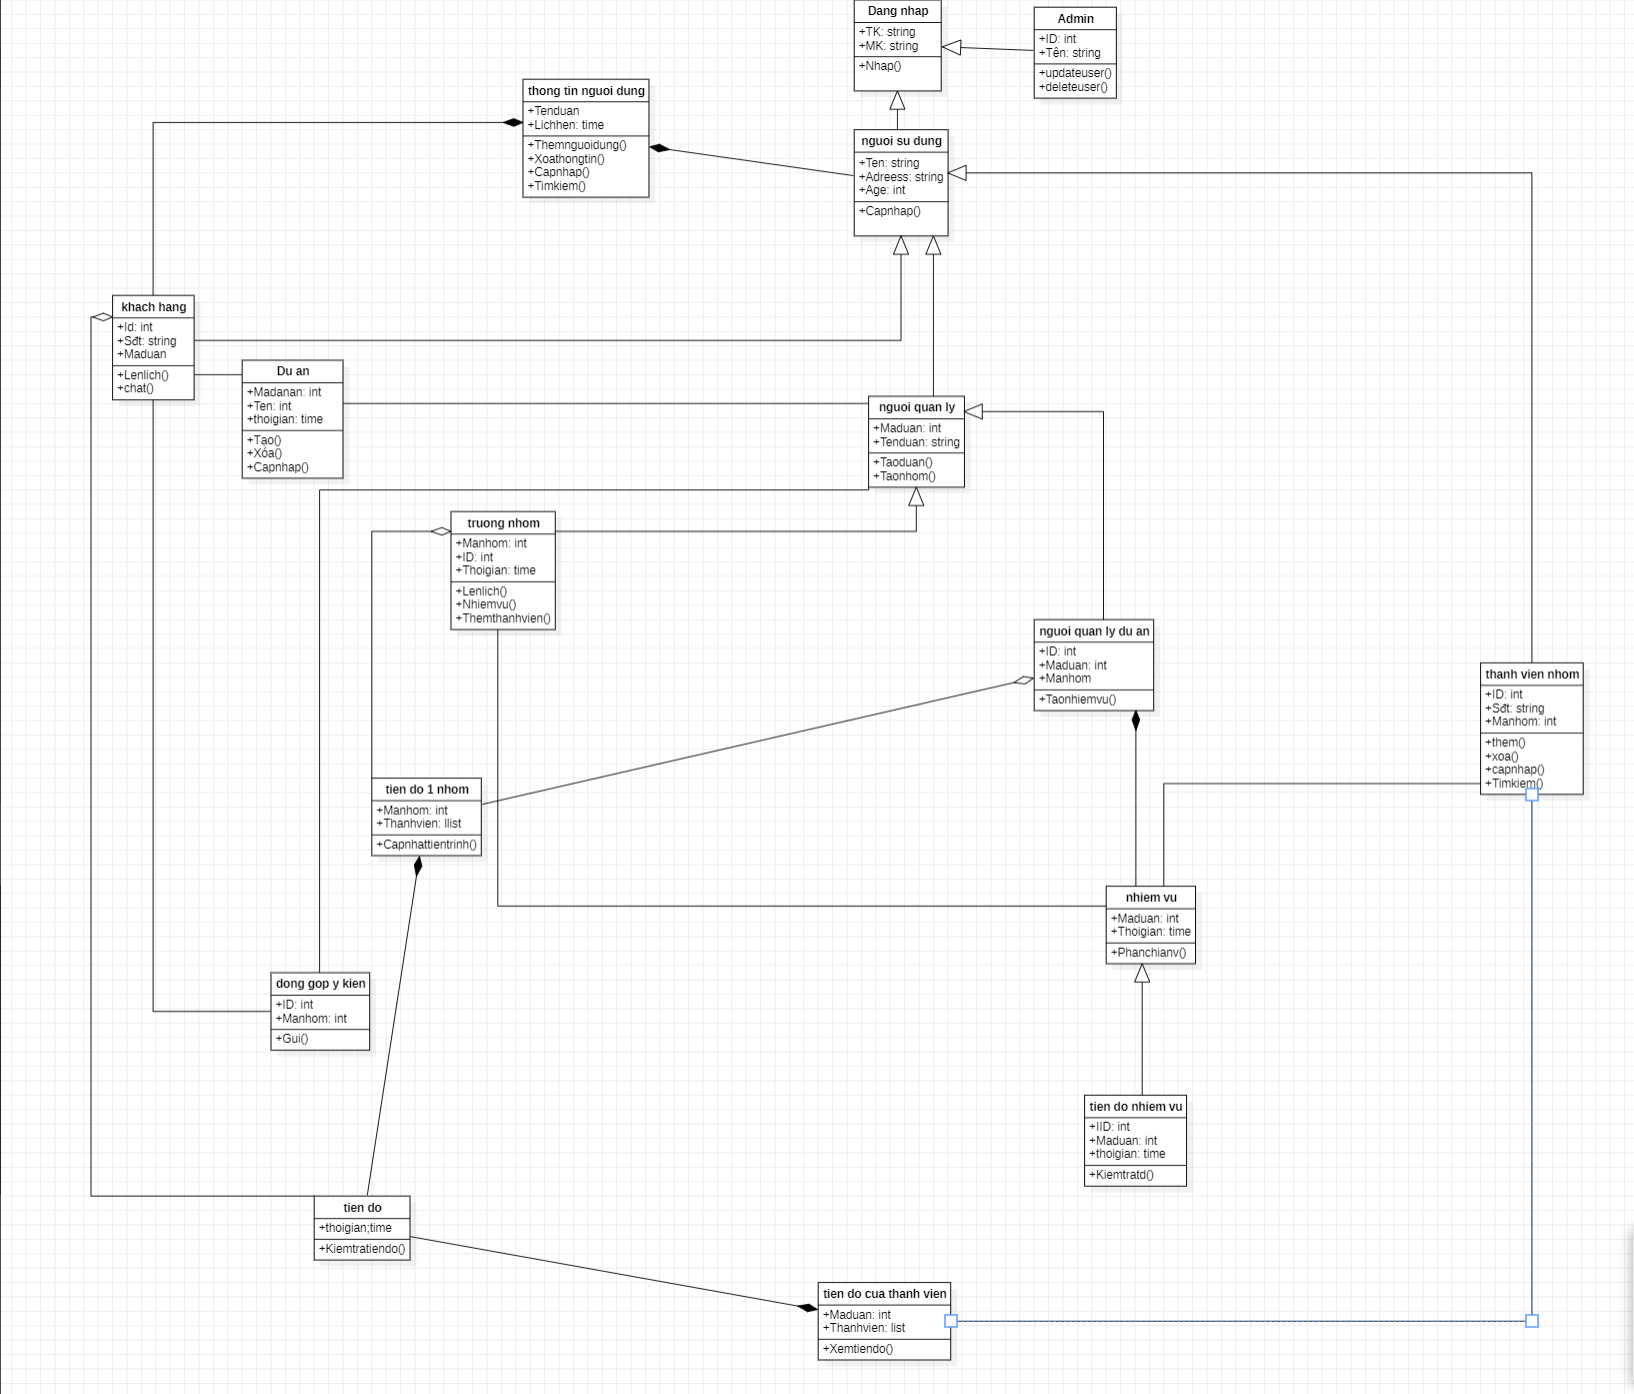 Dang nhap
+TK: string
+MK: string
+Nhap()
Admin
+ID: int
+Tên: string
+updateuser()
+deleteuser()
thong tin nguoi dung
+Tenduan
+Lichhen: time
+Themnguoidung()
+Xoathongtin()
+Capnhap()
+Timkiem()
nguoi su dung
+Ten: string
+Adreess: string
+Age: int
+Capnhap()
khach hang
+Id: int
+Sđt: string
+Maduan
+Lenlich()
+chat()
Du an
+Madanan: int
+Ten: int
+thoigian: time
+Tạo()
+Xóa()
+Capnhap()
nguoi quan ly
+Maduan: int
+Tenduan: string
+Taoduan()
+Taonhom()
truong nhom
+Manhom: int
+ID: int
+Thoigian: time
+Lenlich()
+Nhiemvu()
+Themthanhvien()
nguoi quan ly du an
+ID: int
+Maduan: int
+Manhom
+Taonhiemvu()
thanh vien nhom
+ID: int
+Sđt: string
+Manhom: int
+them()
+xoa()
+capnhap()
+Timkiem()
tien do 1 nhom
+Manhom: int
+Thanhvien: llist
+Capnhattientrinh()
nhiem vu
+Maduan: int
+Thoigian: time
+Phanchianv()
dong gop y kien
+ID: int
+Manhom: int
+Gui()
tien do nhiem vu
+IID: int
+Maduan: int
+thoigian: time
+Kiemtratd()
tien do
+thoigian;time
+Kiemtratiendo()
tien do cua thanh vien
+Maduan: int
+Thanhvien: list
+Xemtiendo()